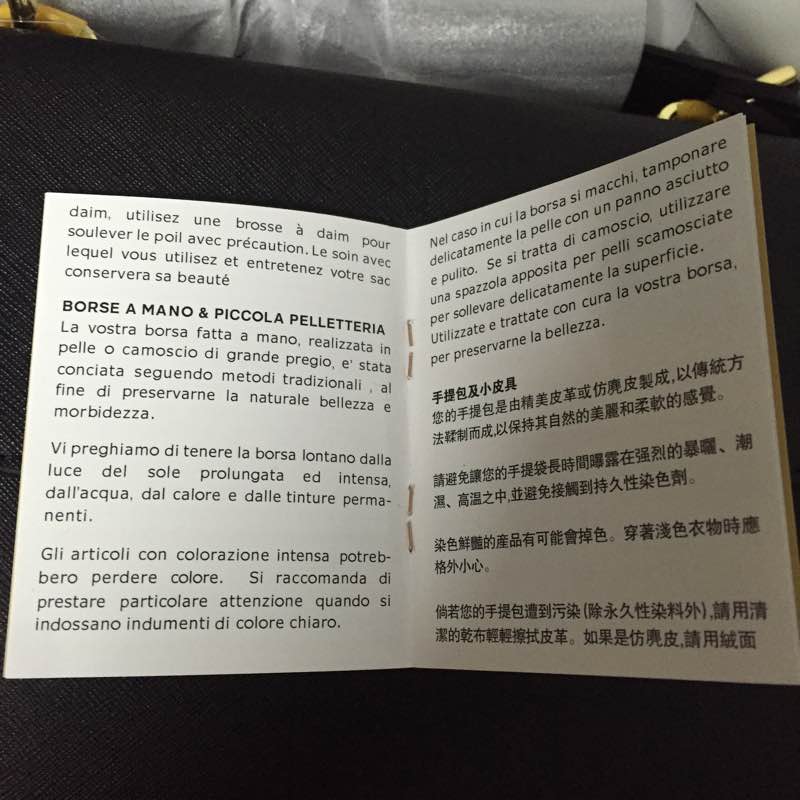 daim, utilisez une brosse à daim pour
soulever le poil avec précaution. Le soin avec
lequel vous utilisez et entretenez votre sac
conservera sa beauté
BORSE A MANO & PICCOLA PELLETTERIA
La vostra borsa fatta a mano, realizzata in
pelle o camoscio di grande pregio, e' stata
conciata seguendo metodi tradizionali , al
fine di preservarne la naturale bellezza e
morbidezza.
Vi preghiamo di tenere la borsa lontano dalla
luce del sole prolungata ed intensa,
dall'acqua, dal calore e dalle tinture perma-
nenti.
Gli articoli con colorazione intensa potreb-
bero perdere colore. Si raccomanda di
prestare particolare attenzione quando si
indossano indumenti di colore chiaro.
Nel caso in cui la borsa si macchi, tamponare
delicatamente la pelle con un panno asciutto
e pulito. Se si tratta di camoscio, utilizzare
una spazzola apposita per pelli scamosciate
per sollevare delicatamente la superficie.
Utilizzate e trattate con cura la vostra borsa,
per preservarne la bellezza.
手提包及小皮具
您的手提包是由精美皮革或仿麂皮製成,以傳統方
法鞣制而成,以保持其自然的美麗和柔軟的感覺。
請避免讓您的手提袋長時間曝露在强烈的暴曬、潮
濕、高溫之中,並避免接觸到持久性染色劑。
染色鮮豔的産品有可能會掉色。穿著淺色衣物時應
格外小心。
倘若您的手提包遭到污染(除永久性染料外),請用清
潔的乾布輕輕擦拭皮革。如果是仿麂皮,請用絨面